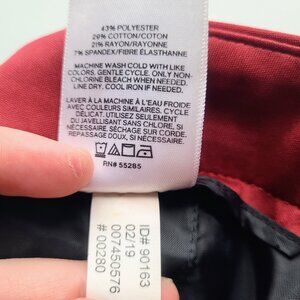 43% POLYESTER
29% COTTON/COTON
21% RAYON/RAYONNE
7% SPANDEX/FIBRE ÉLASTHANNE
MACHINE WASH COLD WITH LIKE
COLORS, GENTLE CYCLE. ONLY NON-
CHLORINE BLEACH WHEN NEEDED.
LINE DRY. COOL IRON IF NEEDED.
LAVER À LA MACHINE À L'EAU FROIDE
AVEC COULEURS SIMILAIRES. CYCLE
DÉLICAT. UTILISEZ SEULEMENT
DU JAVELLISANT SANS CHLORE, SI
NÉCESSAIRE. SÉCHAGE SUR CORDE.
REPASSAGE À FROID, SI NÉCESSAIRE.
RN# 55285
ID# 90163
02/19
007450576
# 00280